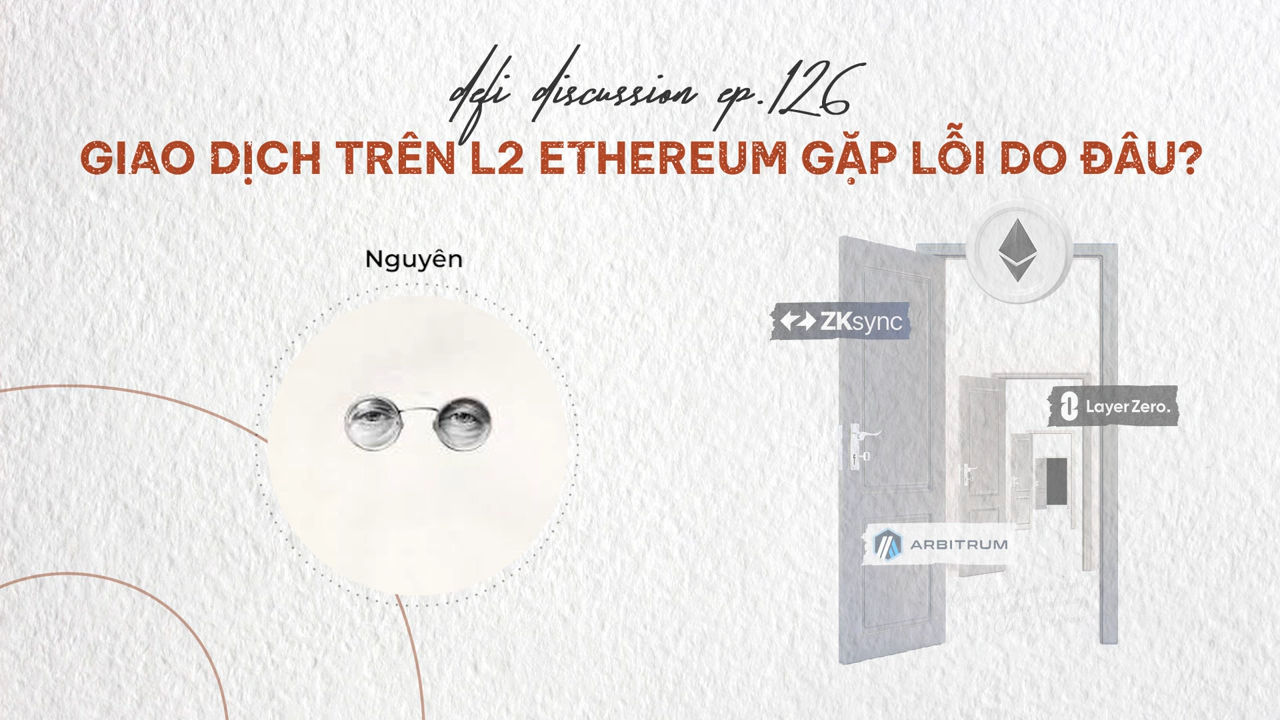 defi discussion ep.126
GIAO DỊCH TRÊN L2 ETHEREUM GẶP LỖI DO ĐÂU?
Nguyên
ZKsync
LayerZero.
ARBITRUM